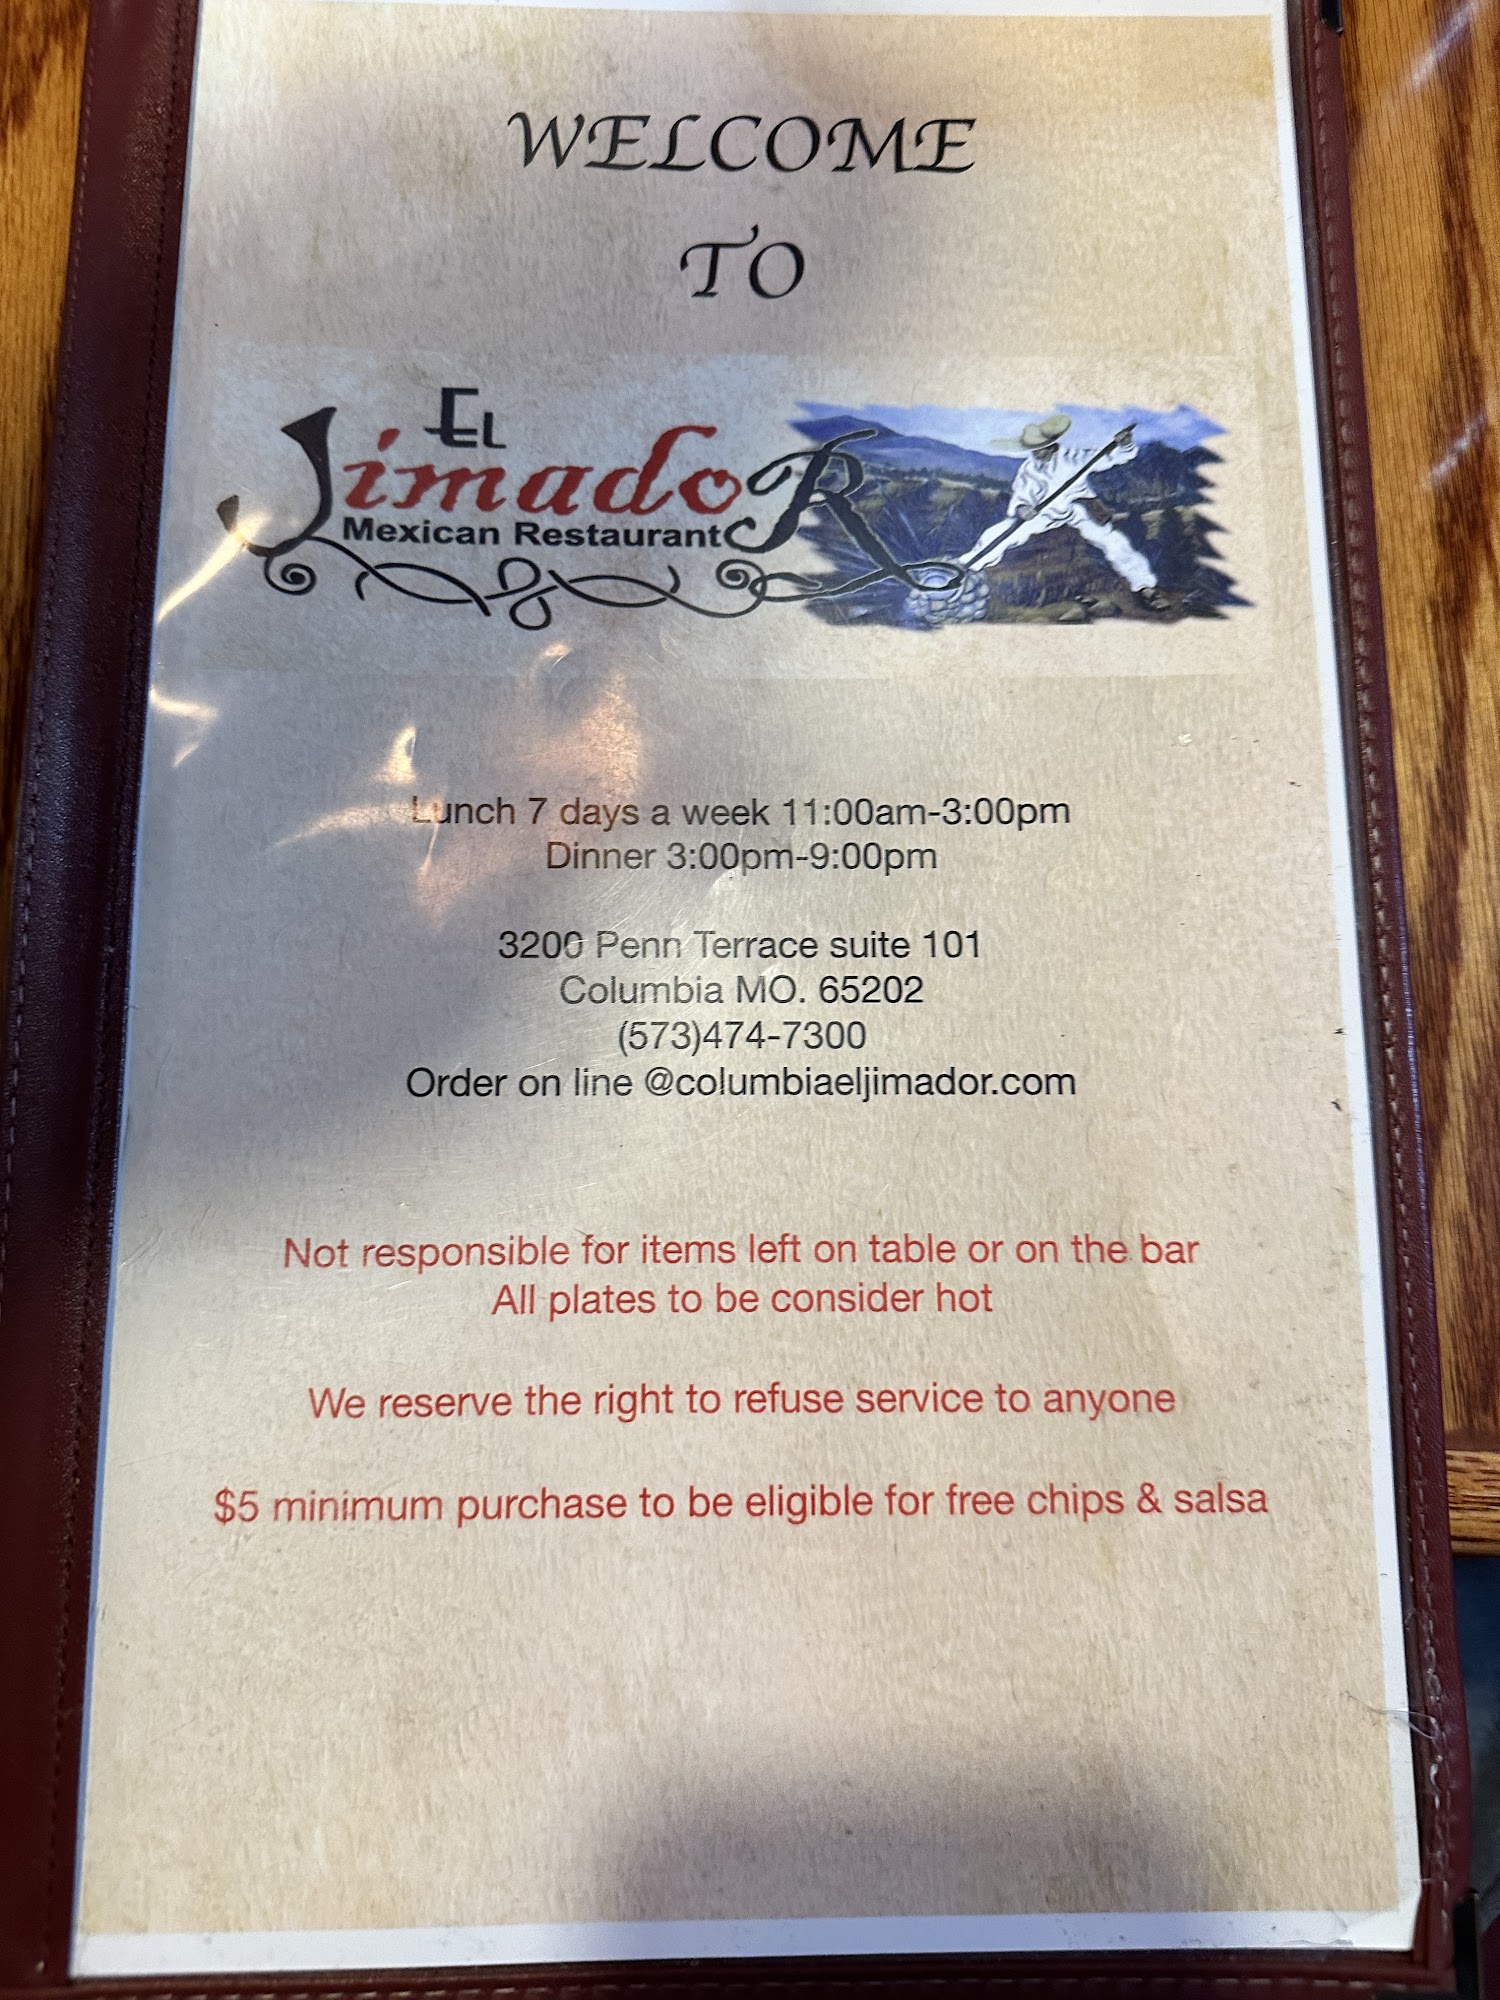 WELCOME
TO
EL
JimadoR
Mexican Restaurant
Lunch 7 days a week 11:00am-3:00pm
Dinner 3:00pm-9:00pm
3200 Penn Terrace suite 101
Columbia MO. 65202
(573)474-7300
Order on line @columbiaeljimador.com
Not responsible for items left on table or on the bar
All plates to be consider hot
We reserve the right to refuse service to anyone
$5 minimum purchase to be eligible for free chips & salsa